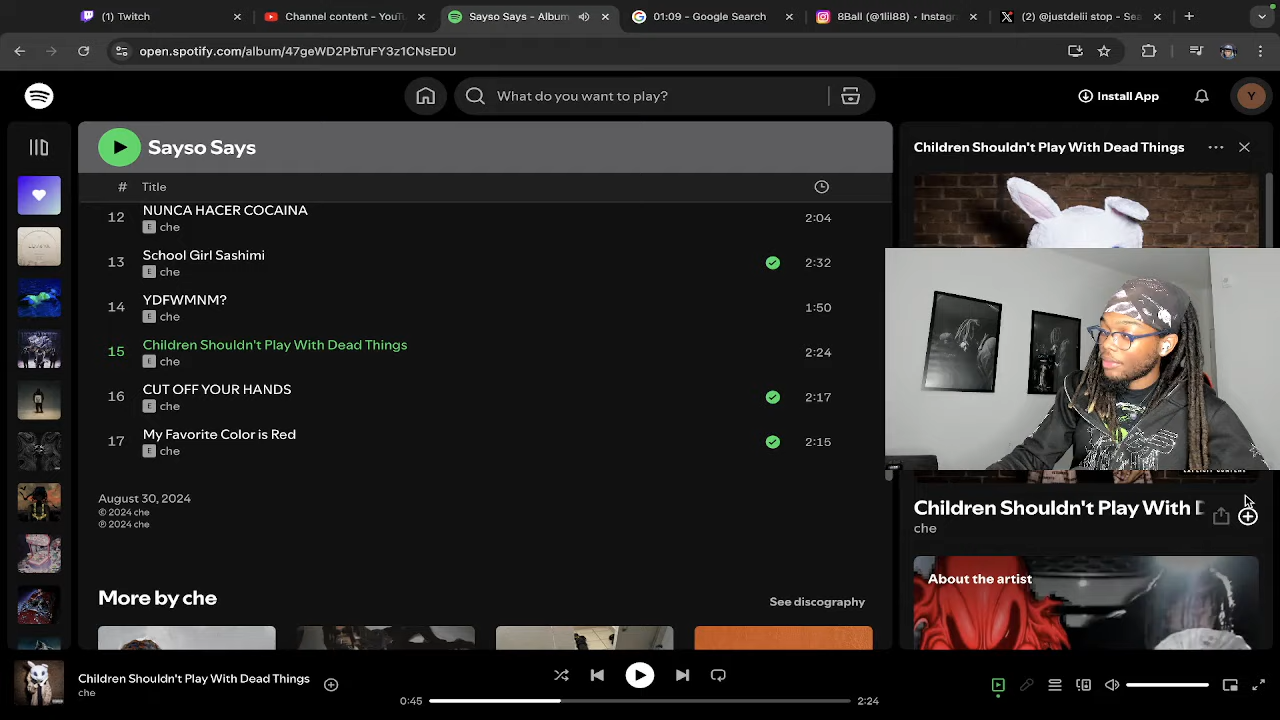 Twitch
Channel content - YouTu
Sayso Says - Album
01:09 - Google Search
8Ball (@1lil88) • Instagr
(2) @justdelii stop - Sea
open.spotify.com/album/47geWD2PbTuFY3z1CNsEDU
What do you want to play?
Install App
Y
Sayso Says
# Title
12 NUNCA HACER COCAINA 2:04
E che
13 School Girl Sashimi 2:32
E che
14 YDFWMNM? 1:50
E che
15 Children Shouldn't Play With Dead Things 2:24
E che
16 CUT OFF YOUR HANDS 2:17
E che
17 My Favorite Color is Red 2:15
E che
August 30, 2024
© 2024 che
℗ 2024 che
More by che
See discography
Children Shouldn't Play With Dead Things
Children Shouldn't Play With D
che
About the artist
Children Shouldn't Play With Dead Things
che
0:45
2:24